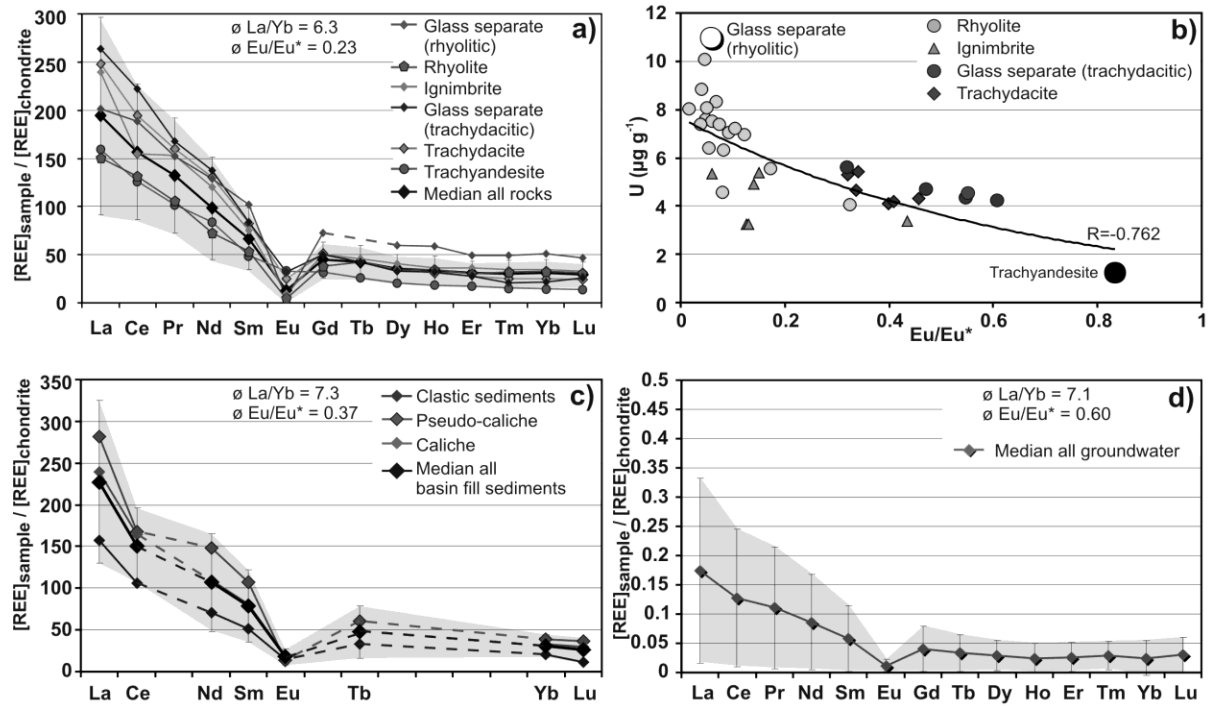 a)
ø La/Yb = 6.3
ø Eu/Eu* = 0.23
[REE]sample / [REE]chondrite
300
250
200
150
100
50
0
La Ce Pr Nd Sm Eu Gd Tb Dy Ho Er Tm Yb Lu
Glass separate
(rhyolitic)
Rhyolite
Ignimbrite
Glass separate
(trachydacitic)
Trachydacite
Trachyandesite
Median all rocks
b)
U (µg g-1)
12
10
8
6
4
2
0
0 0.2 0.4 0.6 0.8 1
Eu/Eu*
Glass separate
(rhyolitic)
Rhyolite
Ignimbrite
Glass separate (trachydacitic)
Trachydacite
R=-0.762
Trachyandesite
c)
ø La/Yb = 7.3
ø Eu/Eu* = 0.37
[REE]sample / [REE]chondrite
350
300
250
200
150
100
50
0
La Ce Nd Sm Eu Tb Yb Lu
Clastic sediments
Pseudo-caliche
Caliche
Median all
basin fill sediments
d)
ø La/Yb = 7.1
ø Eu/Eu* = 0.60
[REE]sample / [REE]chondrite
0.5
0.45
0.4
0.35
0.3
0.25
0.2
0.15
0.1
0.05
0
La Ce Pr Nd Sm Eu Gd Tb Dy Ho Er Tm Yb Lu
Median all groundwater